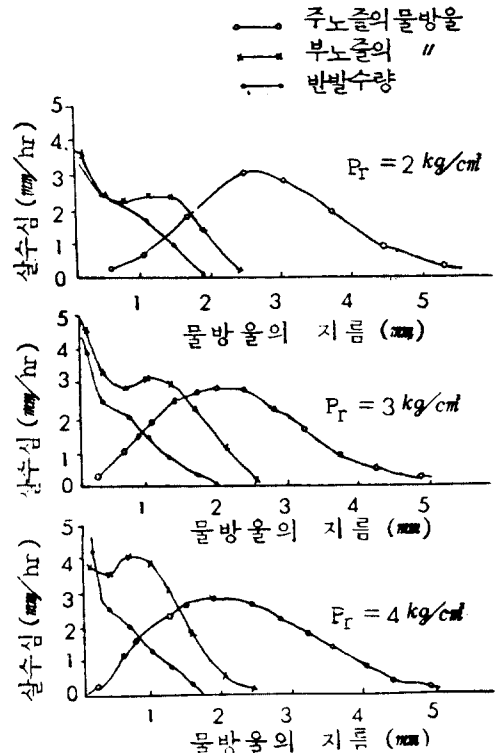 주노즐의 물방울
부노즐의 〃
반발수량
5
4
3
2
1
0
살수심 (mm/hr)
Pr = 2 kg/cm²
1 2 3 4 5
물방울의 지름 (mm)
5
4
3
2
1
0
살수심 (mm/hr)
Pr = 3 kg/cm²
1 2 3 4 5
물방울의 지름 (mm)
5
4
3
2
1
0
살수심 (mm/hr)
Pr = 4 kg/cm²
1 2 3 4 5
물방울의 지름 (mm)